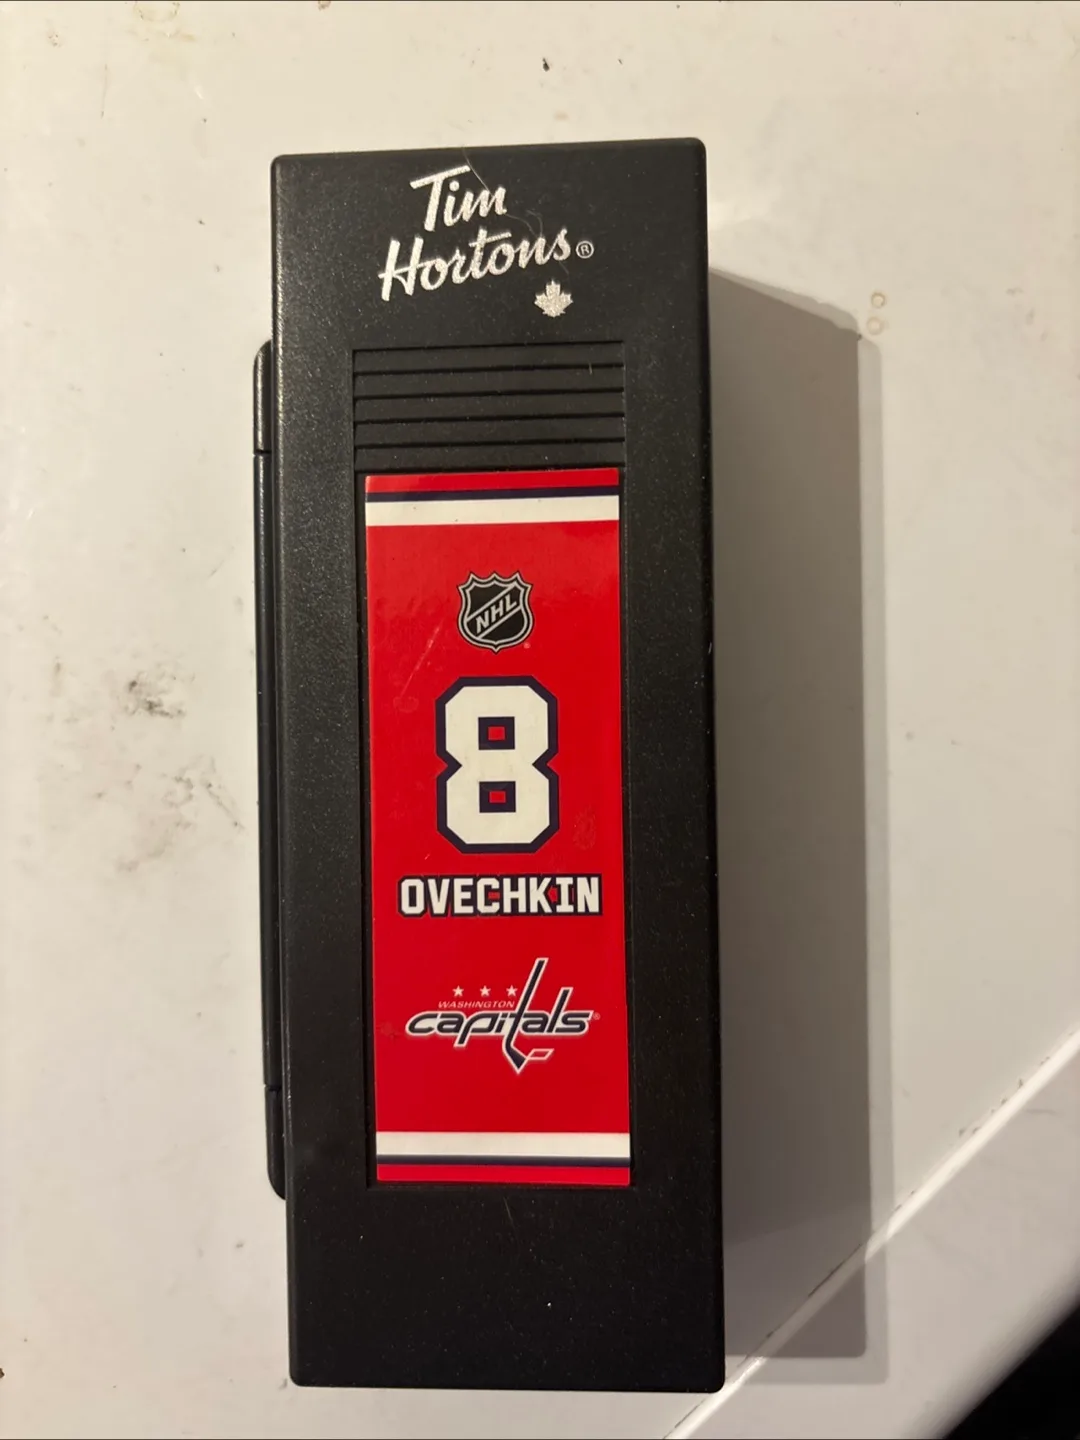 Tim
Hortons®
NHL
8
OVECHKIN
WASHINGTON
capitals